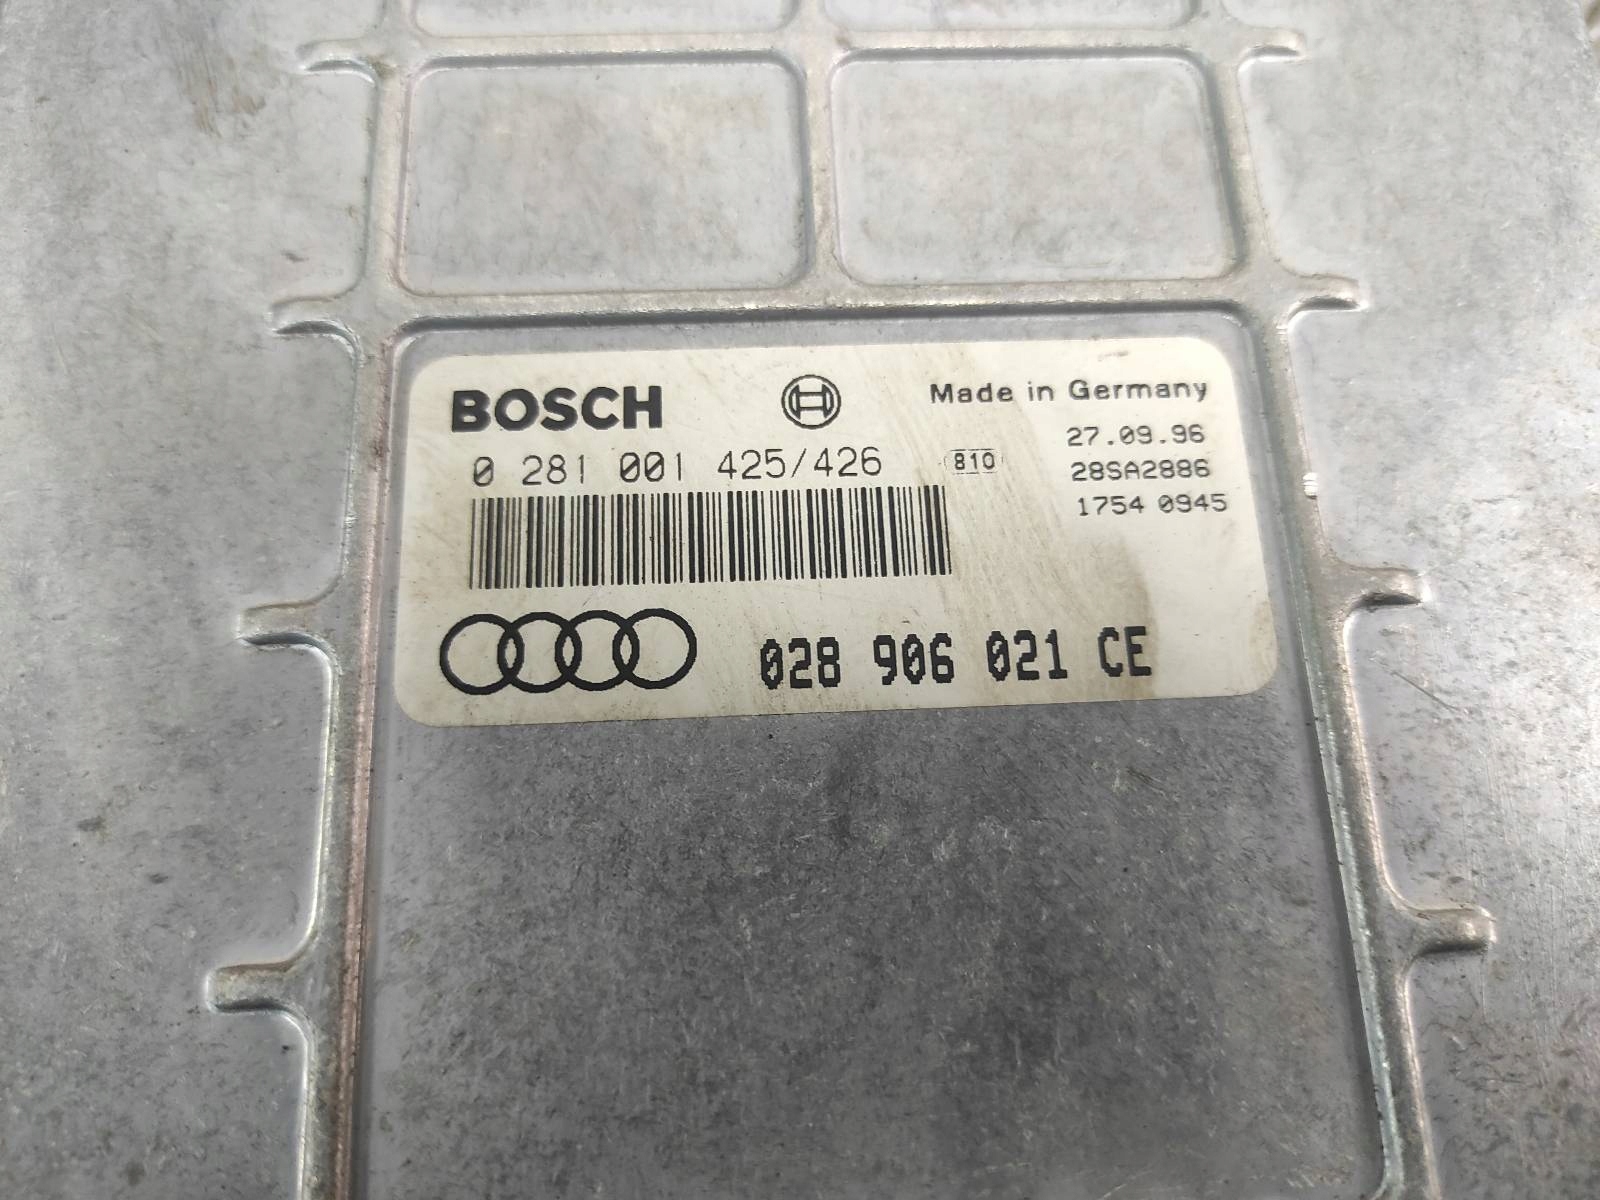 BOSCH
Made in Germany
27.09.96
0 281 001 425/426
810
28SA2886
1754 0945
028 906 021 CE